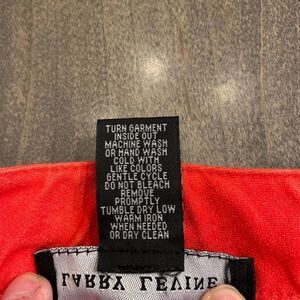 TURN GARMENT
INSIDE OUT
MACHINE WASH
OR HAND WASH
COLD WITH
LIKE COLORS
GENTLE CYCLE
DO NOT BLEACH
REMOVE
PROMPTLY
TUMBLE DRY LOW
WARM IRON
WHEN NEEDED
OR DRY CLEAN
LARRY LEVINE